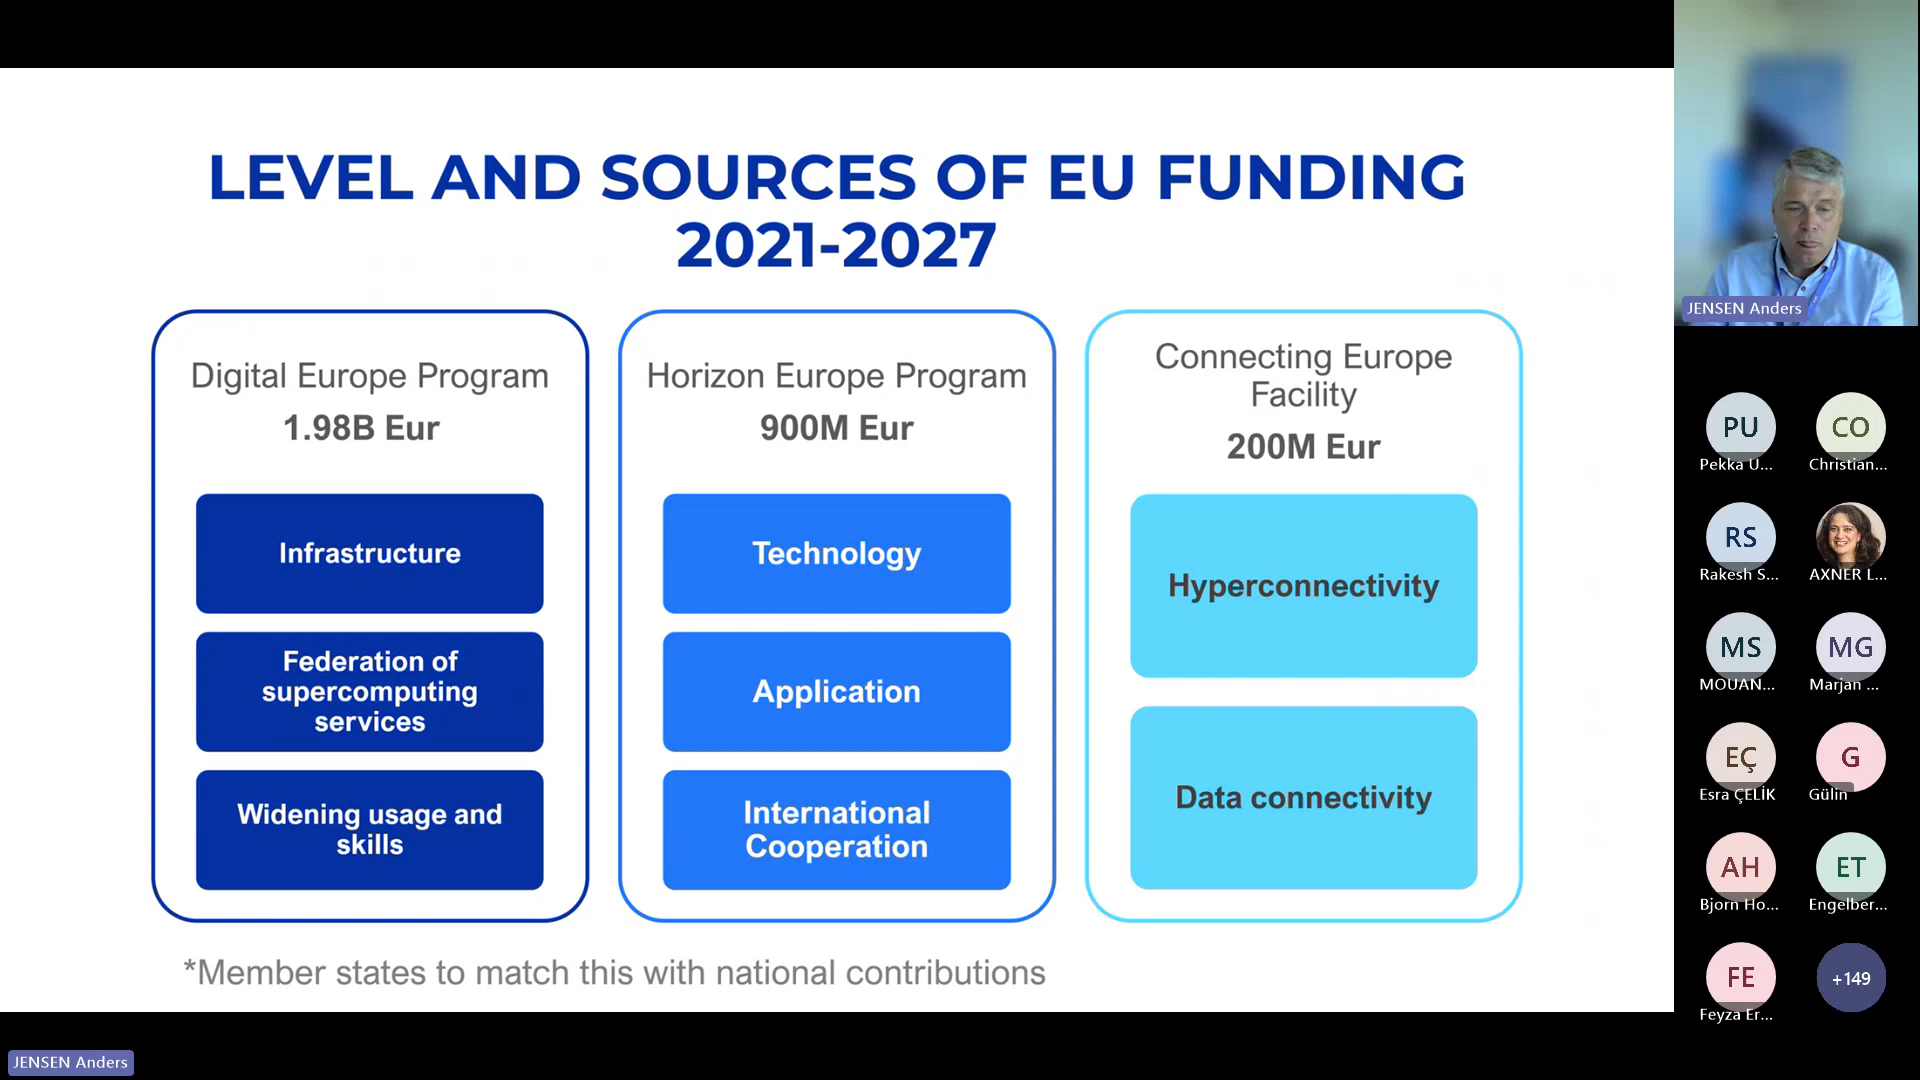 LEVEL AND SOURCES OF EU FUNDING
2021-2027
Digital Europe Program
1.98B Eur
Infrastructure
Federation of
supercomputing
services
Widening usage and
skills
Horizon Europe Program
900M Eur
Technology
Application
International
Cooperation
Connecting Europe
Facility
200M Eur
Hyperconnectivity
Data connectivity
*Member states to match this with national contributions
JENSEN Anders
JENSEN Anders
PU
Pekka U...
CO
Christian...
RS
Rakesh S...
AXNER L...
MS
MOUAN...
MG
Marjan ...
EÇ
Esra ÇELİK
G
Gülin
AH
Bjorn Ho...
ET
Engelber...
FE
Feyza Er...
+149